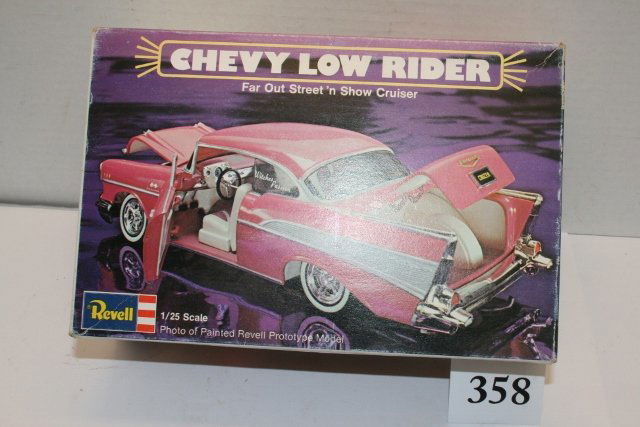 CHEVY LOW RIDER
Far Out Street 'n Show Cruiser
Revell
1/25 Scale
Photo of Painted Revell Prototype Model
358